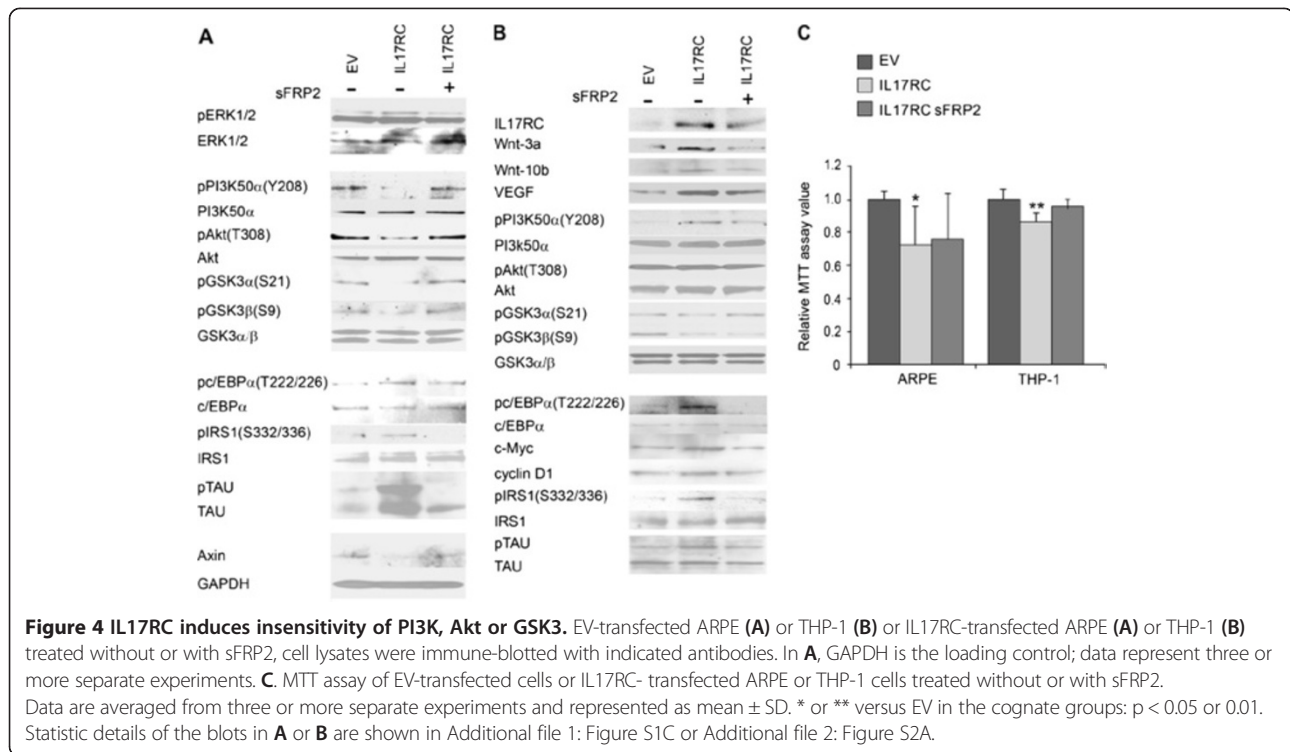 A
EV
IL17RC
IL17RC
sFRP2 - - +
pERK1/2
ERK1/2
pPI3K50α(Y208)
PI3K50α
pAkt(T308)
Akt
pGSK3α(S21)
pGSK3β(S9)
GSK3α/β
pc/EBPα(T222/226)
c/EBPα
pIRS1(S332/336)
IRS1
pTAU
TAU
Axin
GAPDH
B
EV
IL17RC
IL17RC
sFRP2 - - +
IL17RC
Wnt-3a
Wnt-10b
VEGF
pPI3K50α(Y208)
PI3k50α
pAkt(T308)
Akt
pGSK3α(S21)
pGSK3β(S9)
GSK3α/β
pc/EBPα(T222/226)
c/EBPα
c-Myc
cyclin D1
pIRS1(S332/336)
IRS1
pTAU
TAU
C
EV
IL17RC
IL17RC sFRP2
Relative MTT assay value
1.2
1.0
0.8
0.6
0.4
0.2
0
*
**
ARPE THP-1
Figure 4 IL17RC induces insensitivity of PI3K, Akt or GSK3. EV-transfected ARPE (A) or THP-1 (B) or IL17RC-transfected ARPE (A) or THP-1 (B)
treated without or with sFRP2, cell lysates were immune-blotted with indicated antibodies. In A, GAPDH is the loading control; data represent three or
more separate experiments. C. MTT assay of EV-transfected cells or IL17RC- transfected ARPE or THP-1 cells treated without or with sFRP2.
Data are averaged from three or more separate experiments and represented as mean ± SD. * or ** versus EV in the cognate groups: p < 0.05 or 0.01.
Statistic details of the blots in A or B are shown in Additional file 1: Figure S1C or Additional file 2: Figure S2A.